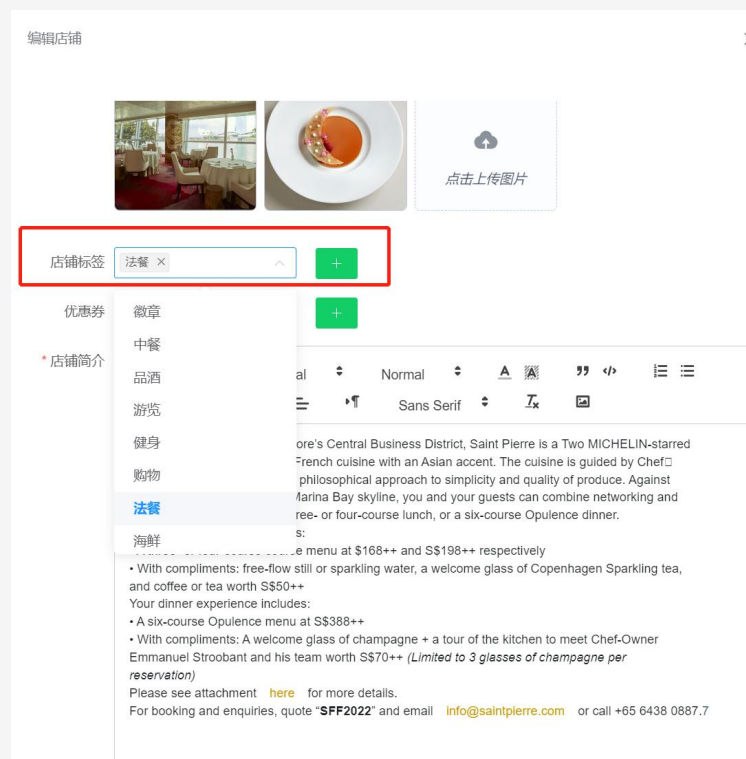 编辑店铺
点击上传图片
店铺标签
法餐 ×
+
优惠券
+
徽章
中餐
品酒
游览
健身
购物
法餐
海鲜
* 店铺简介
al Normal A A ” </>
¶ Sans Serif Tx
ore's Central Business District, Saint Pierre is a Two MICHELIN-starred
French cuisine with an Asian accent. The cuisine is guided by Chef□
philosophical approach to simplicity and quality of produce. Against
Marina Bay skyline, you and your guests can combine networking and
ree- or four-course lunch, or a six-course Opulence dinner.
s:
menu at $168++ and S$198++ respectively
• With compliments: free-flow still or sparkling water, a welcome glass of Copenhagen Sparkling tea,
and coffee or tea worth S$50++
Your dinner experience includes:
• A six-course Opulence menu at S$388++
• With compliments: A welcome glass of champagne + a tour of the kitchen to meet Chef-Owner
Emmanuel Stroobant and his team worth S$70++ (Limited to 3 glasses of champagne per
reservation)
Please see attachment here for more details.
For booking and enquiries, quote “SFF2022” and email info@saintpierre.com or call +65 6438 0887.7